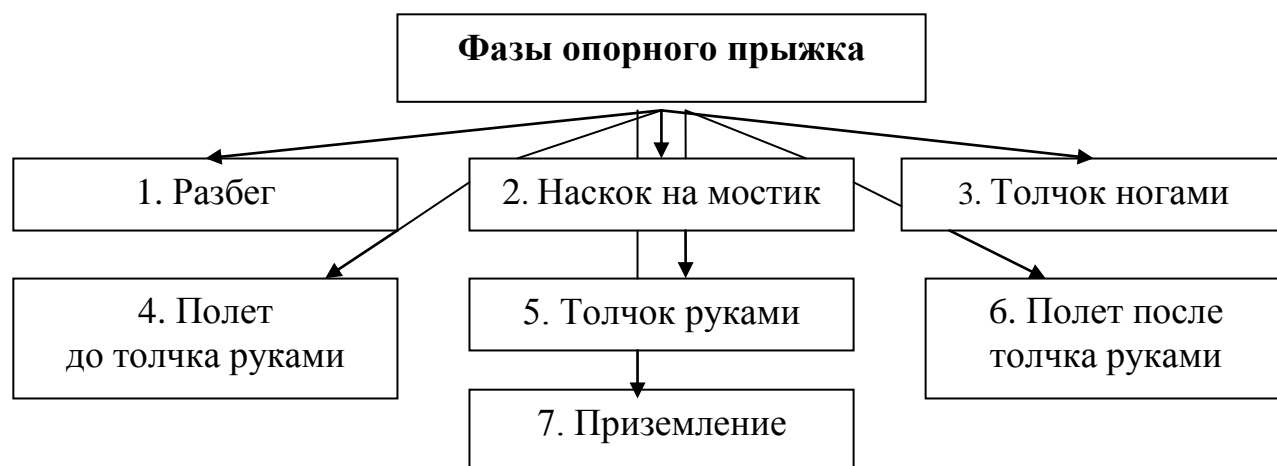 Фазы опорного прыжка
1. Разбег
2. Наскок на мостик
3. Толчок ногами
4. Полет
до толчка руками
5. Толчок руками
6. Полет после
толчка руками
7. Приземление